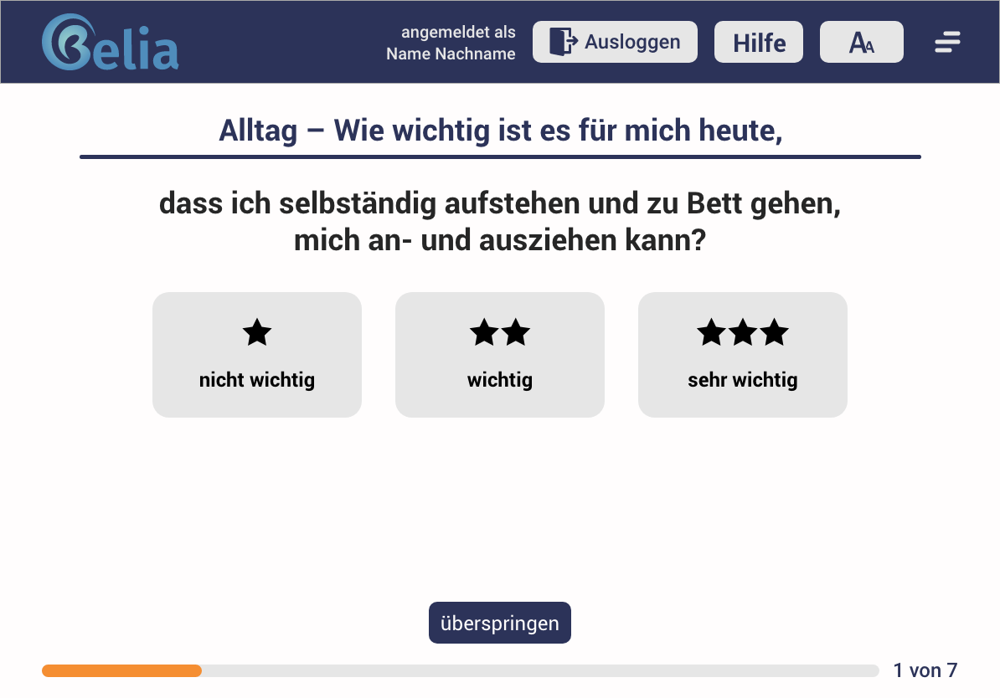 Belia
angemeldet als
Name Nachname
Ausloggen
Hilfe
AA
Alltag – Wie wichtig ist es für mich heute,
dass ich selbständig aufstehen und zu Bett gehen,
mich an- und ausziehen kann?
nicht wichtig
wichtig
sehr wichtig
überspringen
1 von 7